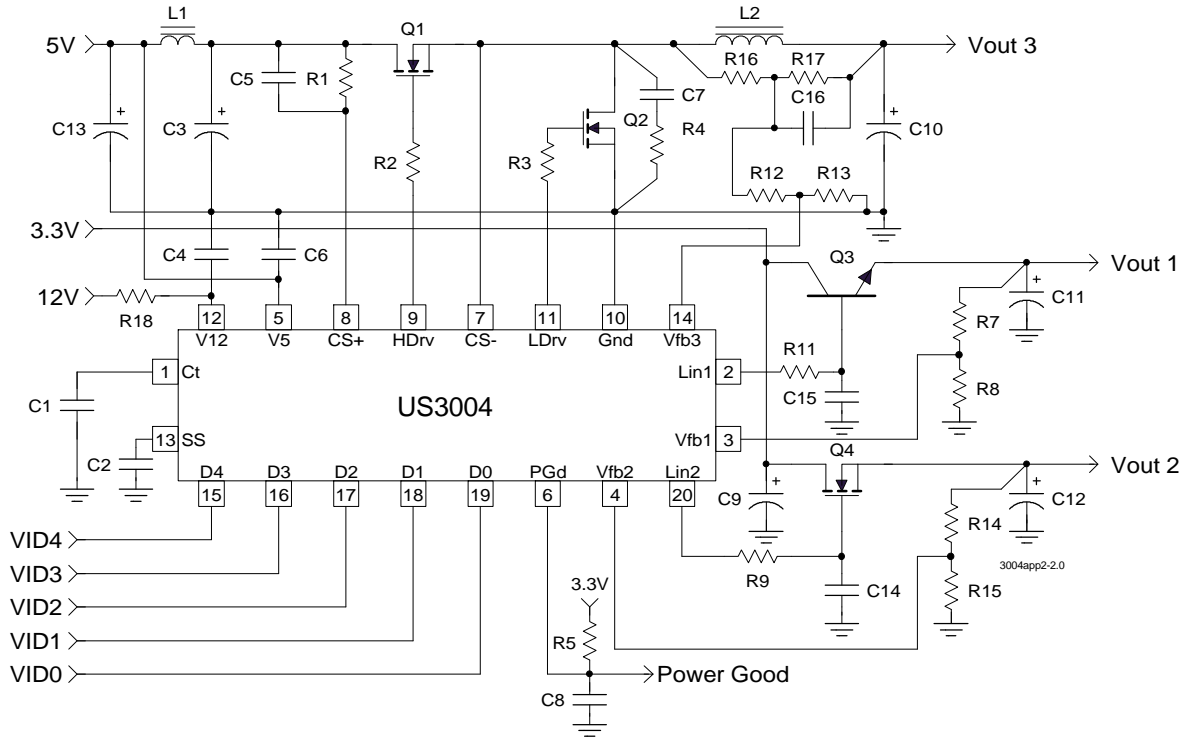 L1
Q1
L2
5V
Vout 3
C5
R1
R16
R17
C7
C16
C13
+
C3
+
Q2
R4
C10
+
R2
R3
R12
R13
3.3V
C4
C6
Q3
Vout 1
12V
R18
+
C11
R7
12
5
8
9
7
11
10
14
V12
V5
CS+
HDrv
CS-
LDrv
Gnd
Vfb3
1
Ct
Lin1
2
R11
R8
C1
US3004
C15
13
SS
Vfb1
3
C2
Q4
D4
D3
D2
D1
D0
PGd
Vfb2
Lin2
Vout 2
15
16
17
18
19
6
4
20
C9
+
+
C12
R14
VID4
VID3
R9
C14
3004app2-2.0
R15
VID2
3.3V
VID1
R5
VID0
Power Good
C8